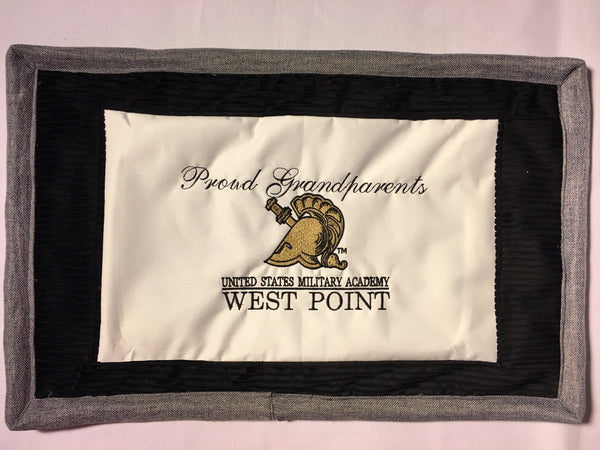 Proud Grandparents
TM
UNITED STATES MILITARY ACADEMY
WEST POINT